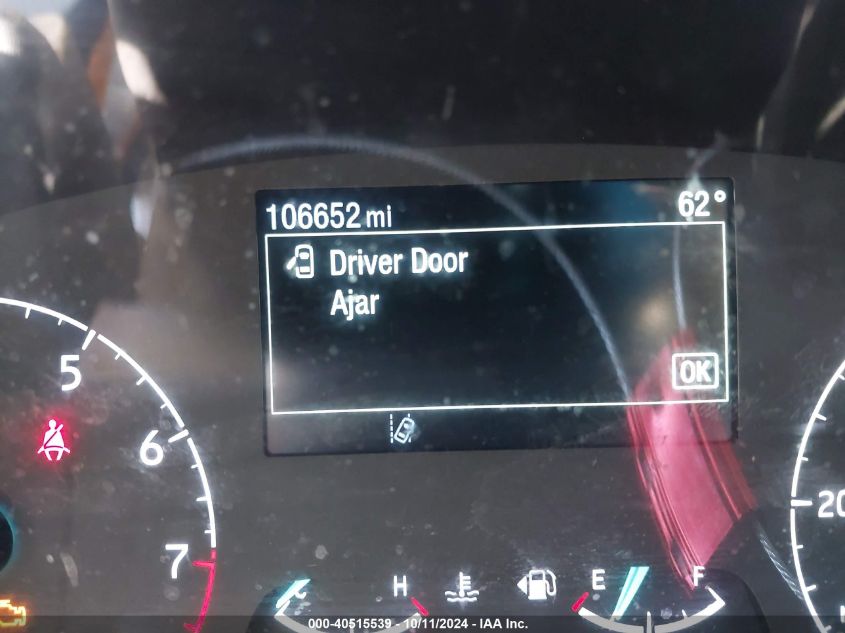 106652 mi 62°
Driver Door
Ajar
OK
5
6
7
20
H
E F
000-40515539 - 10/11/2024 - IAA Inc.